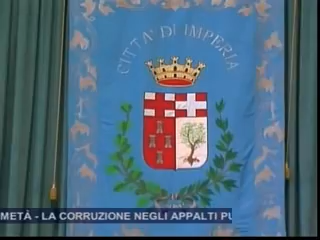 CITTA' DI IMPERIA
METÀ - LA CORRUZIONE NEGLI APPALTI PU